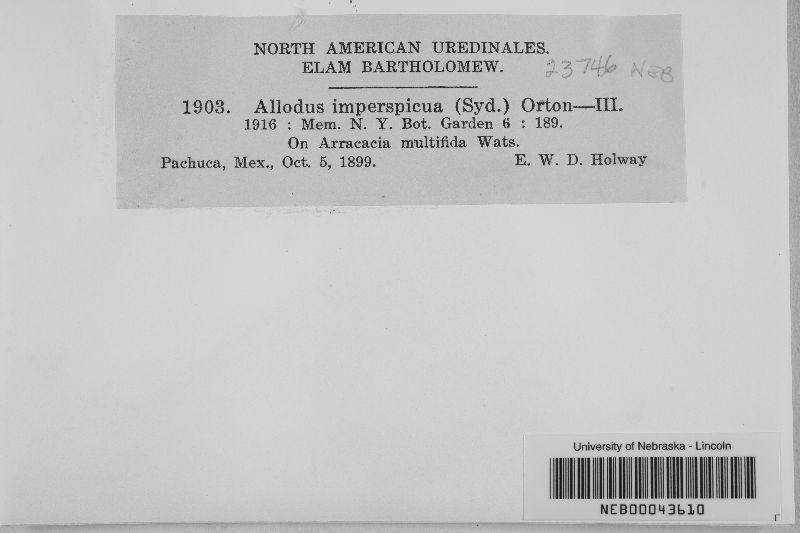 NORTH AMERICAN UREDINALES.
ELAM BARTHOLOMEW.
23746 NEB
1903. Allodus imperspicua (Syd.) Orton—III.
1916 : Mem. N. Y. Bot. Garden 6 : 189.
On Arracacia multifida Wats.
Pachuca, Mex., Oct. 5, 1899. E. W. D. Holway
University of Nebraska - Lincoln
NEB00043610